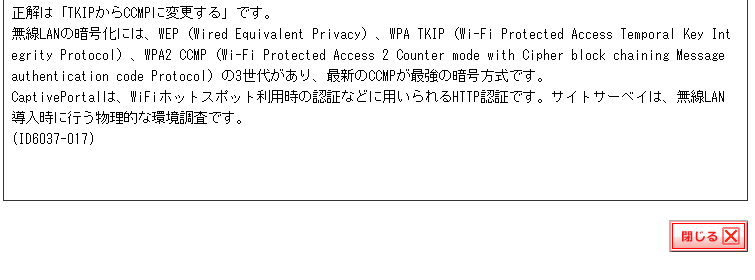 正解は「TKIPからCCMPに変更する」です。
無線LANの暗号化には、WEP (Wired Equivalent Privacy) 、WPA TKIP (Wi-Fi Protected Access Temporal Key Int
egrity Protocol) 、WPA2 CCMP (Wi-Fi Protected Access 2 Counter mode with Cipher block chaining Message
authentication code Protocol) の3世代があり、最新のCCMPが最強の暗号方式です。
CaptivePortalは、WiFiホットスポット利用時の認証などに用いられるHTTP認証です。サイトサーベイは、無線LAN
導入時に行う物理的な環境調査です。
(ID6037-017)
閉じる